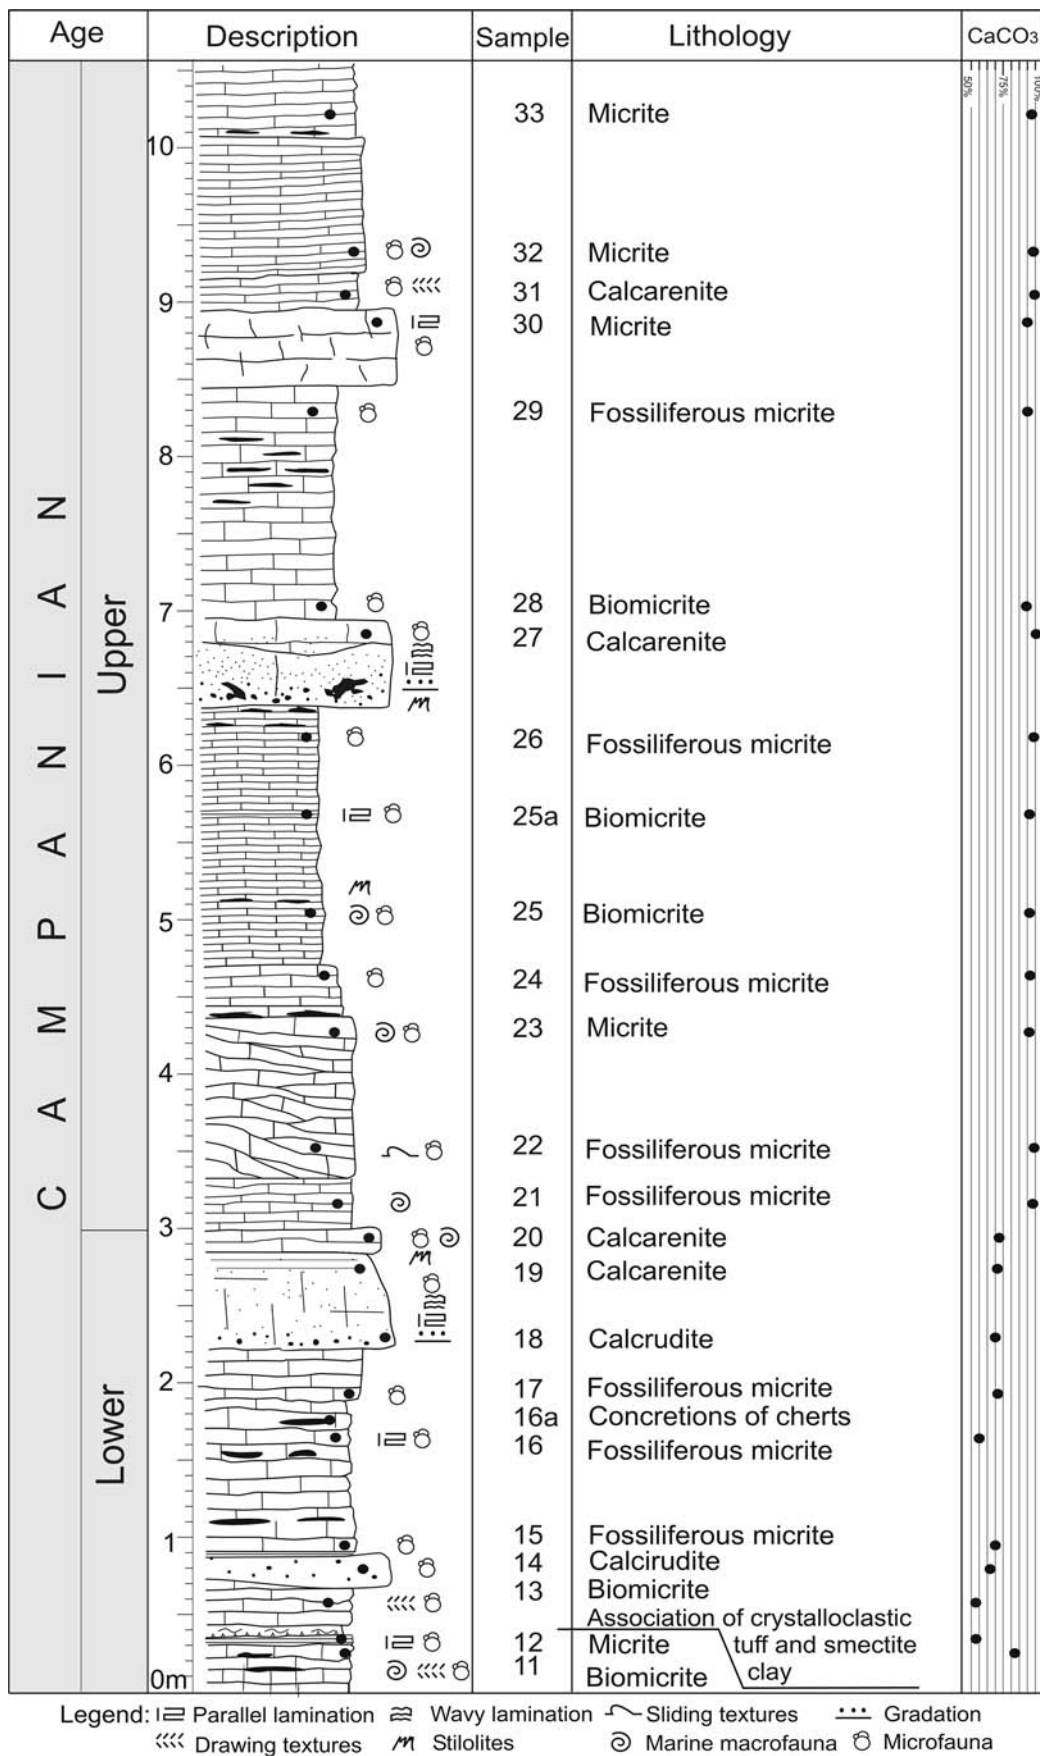 Age Description Sample Lithology CaCO3
50% 75% 100%
33 Micrite
10
32 Micrite
31 Calcarenite
9
30 Micrite
29 Fossiliferous micrite
8
CAMPANIAN
Upper
7
28 Biomicrite
27 Calcarenite
26 Fossiliferous micrite
6
25a Biomicrite
25 Biomicrite
5
24 Fossiliferous micrite
23 Micrite
4
22 Fossiliferous micrite
21 Fossiliferous micrite
3
20 Calcarenite
19 Calcarenite
18 Calcrudite
Lower
2
17 Fossiliferous micrite
16a Concretions of cherts
16 Fossiliferous micrite
1
15 Fossiliferous micrite
14 Calcirudite
13 Biomicrite
Association of crystalloclastic
tuff and smectite
clay
12 Micrite
11 Biomicrite
0m
Legend: Parallel lamination Wavy lamination Sliding textures Gradation
Drawing textures Stilolites Marine macrofauna Microfauna